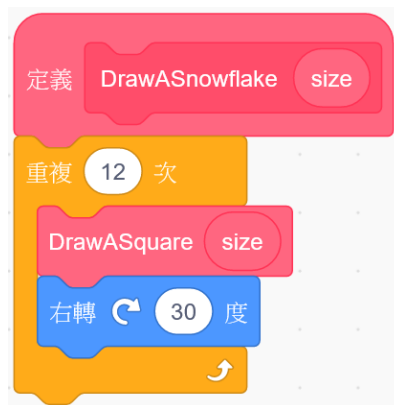 定義 DrawASnowflake size
重複 12 次
DrawASquare size
右轉 30 度